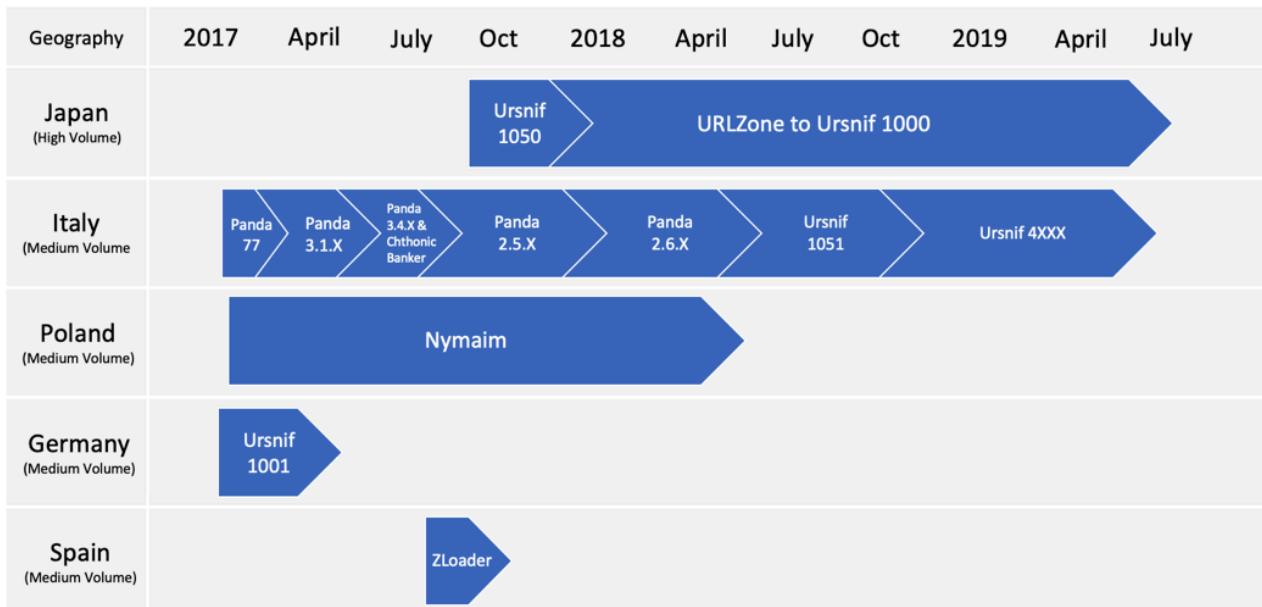 Geography 2017 April July Oct 2018 April July Oct 2019 April July
Japan
(High Volume)
Ursnif
1050
URLZone to Ursnif 1000
Italy
(Medium Volume
Panda
77
Panda
3.1.X
Panda
3.4.X &
Chthonic
Banker
Panda
2.5.X
Panda
2.6.X
Ursnif
1051
Ursnif 4XXX
Poland
(Medium Volume)
Nymaim
Germany
(Medium Volume)
Ursnif
1001
Spain
(Medium Volume)
ZLoader